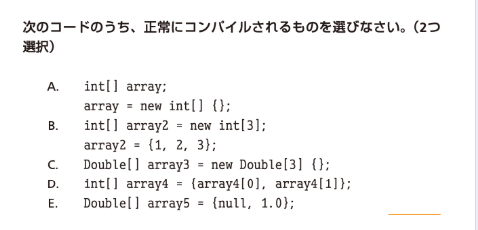 次のコードのうち、正常にコンパイルされるものを選びなさい。（2つ
選択）
A. int[] array;
array = new int[] {};
B. int[] array2 = new int[3];
array2 = {1, 2, 3};
C. Double[] array3 = new Double[3] {};
D. int[] array4 = {array4[0], array4[1]};
E. Double[] array5 = {null, 1.0};